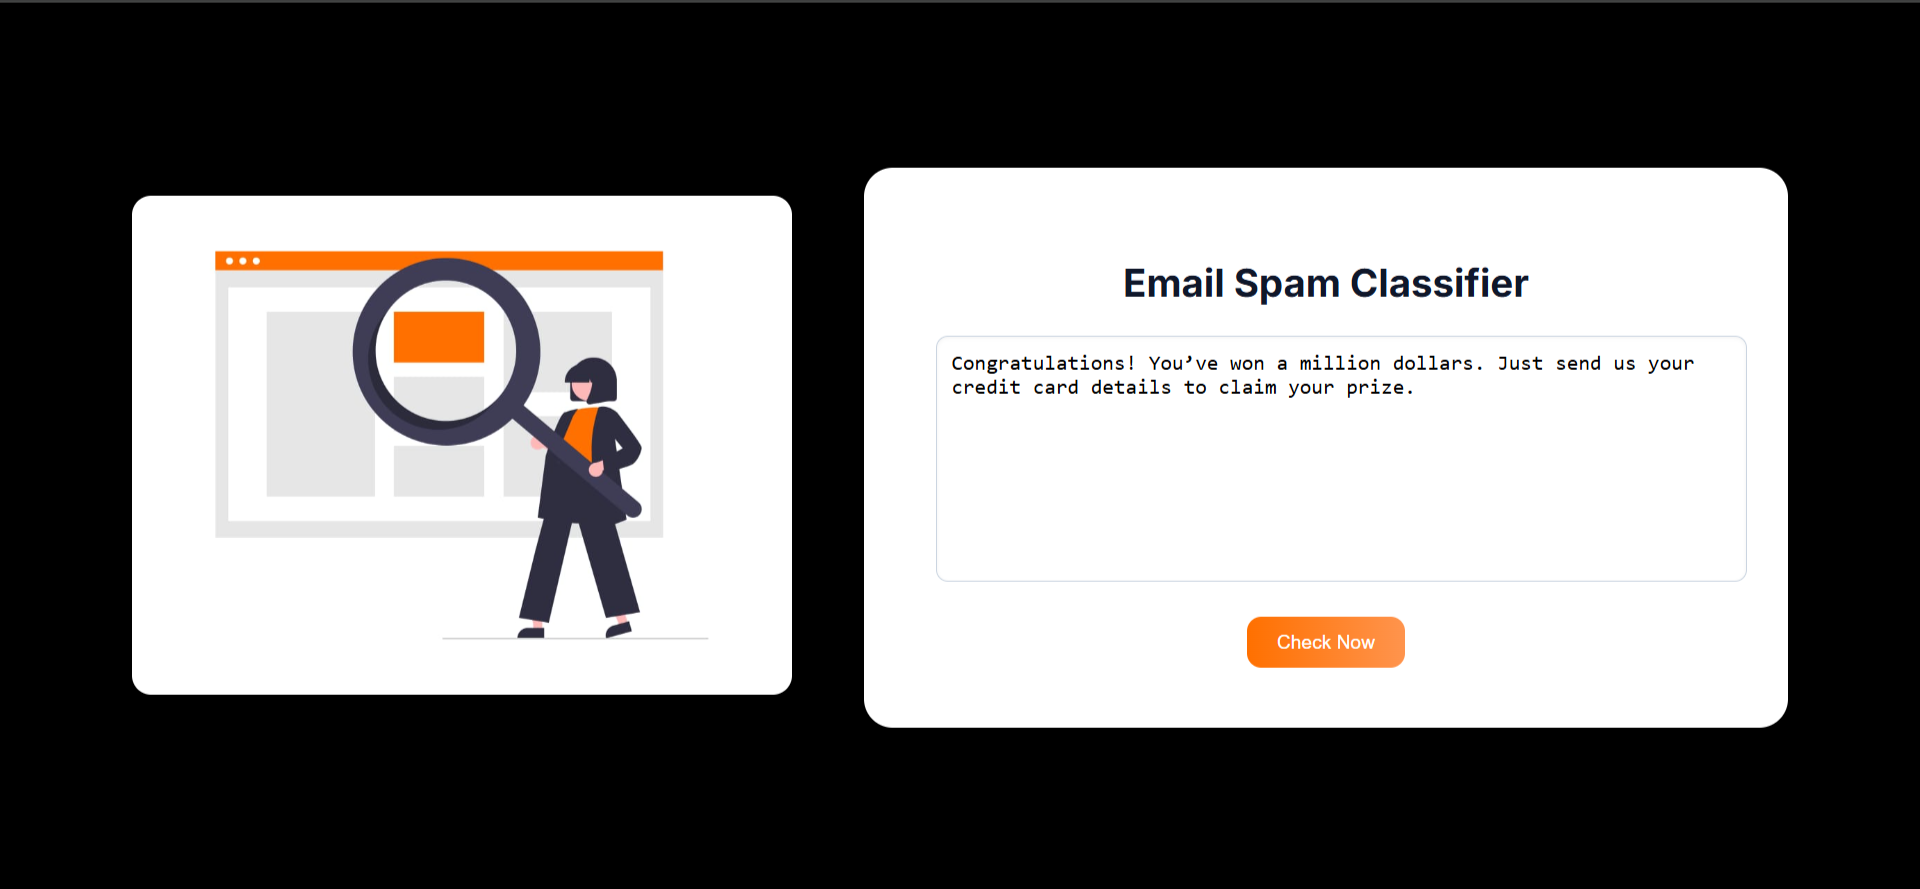 Email Spam Classifier
Congratulations! You’ve won a million dollars. Just send us your
credit card details to claim your prize.
Check Now